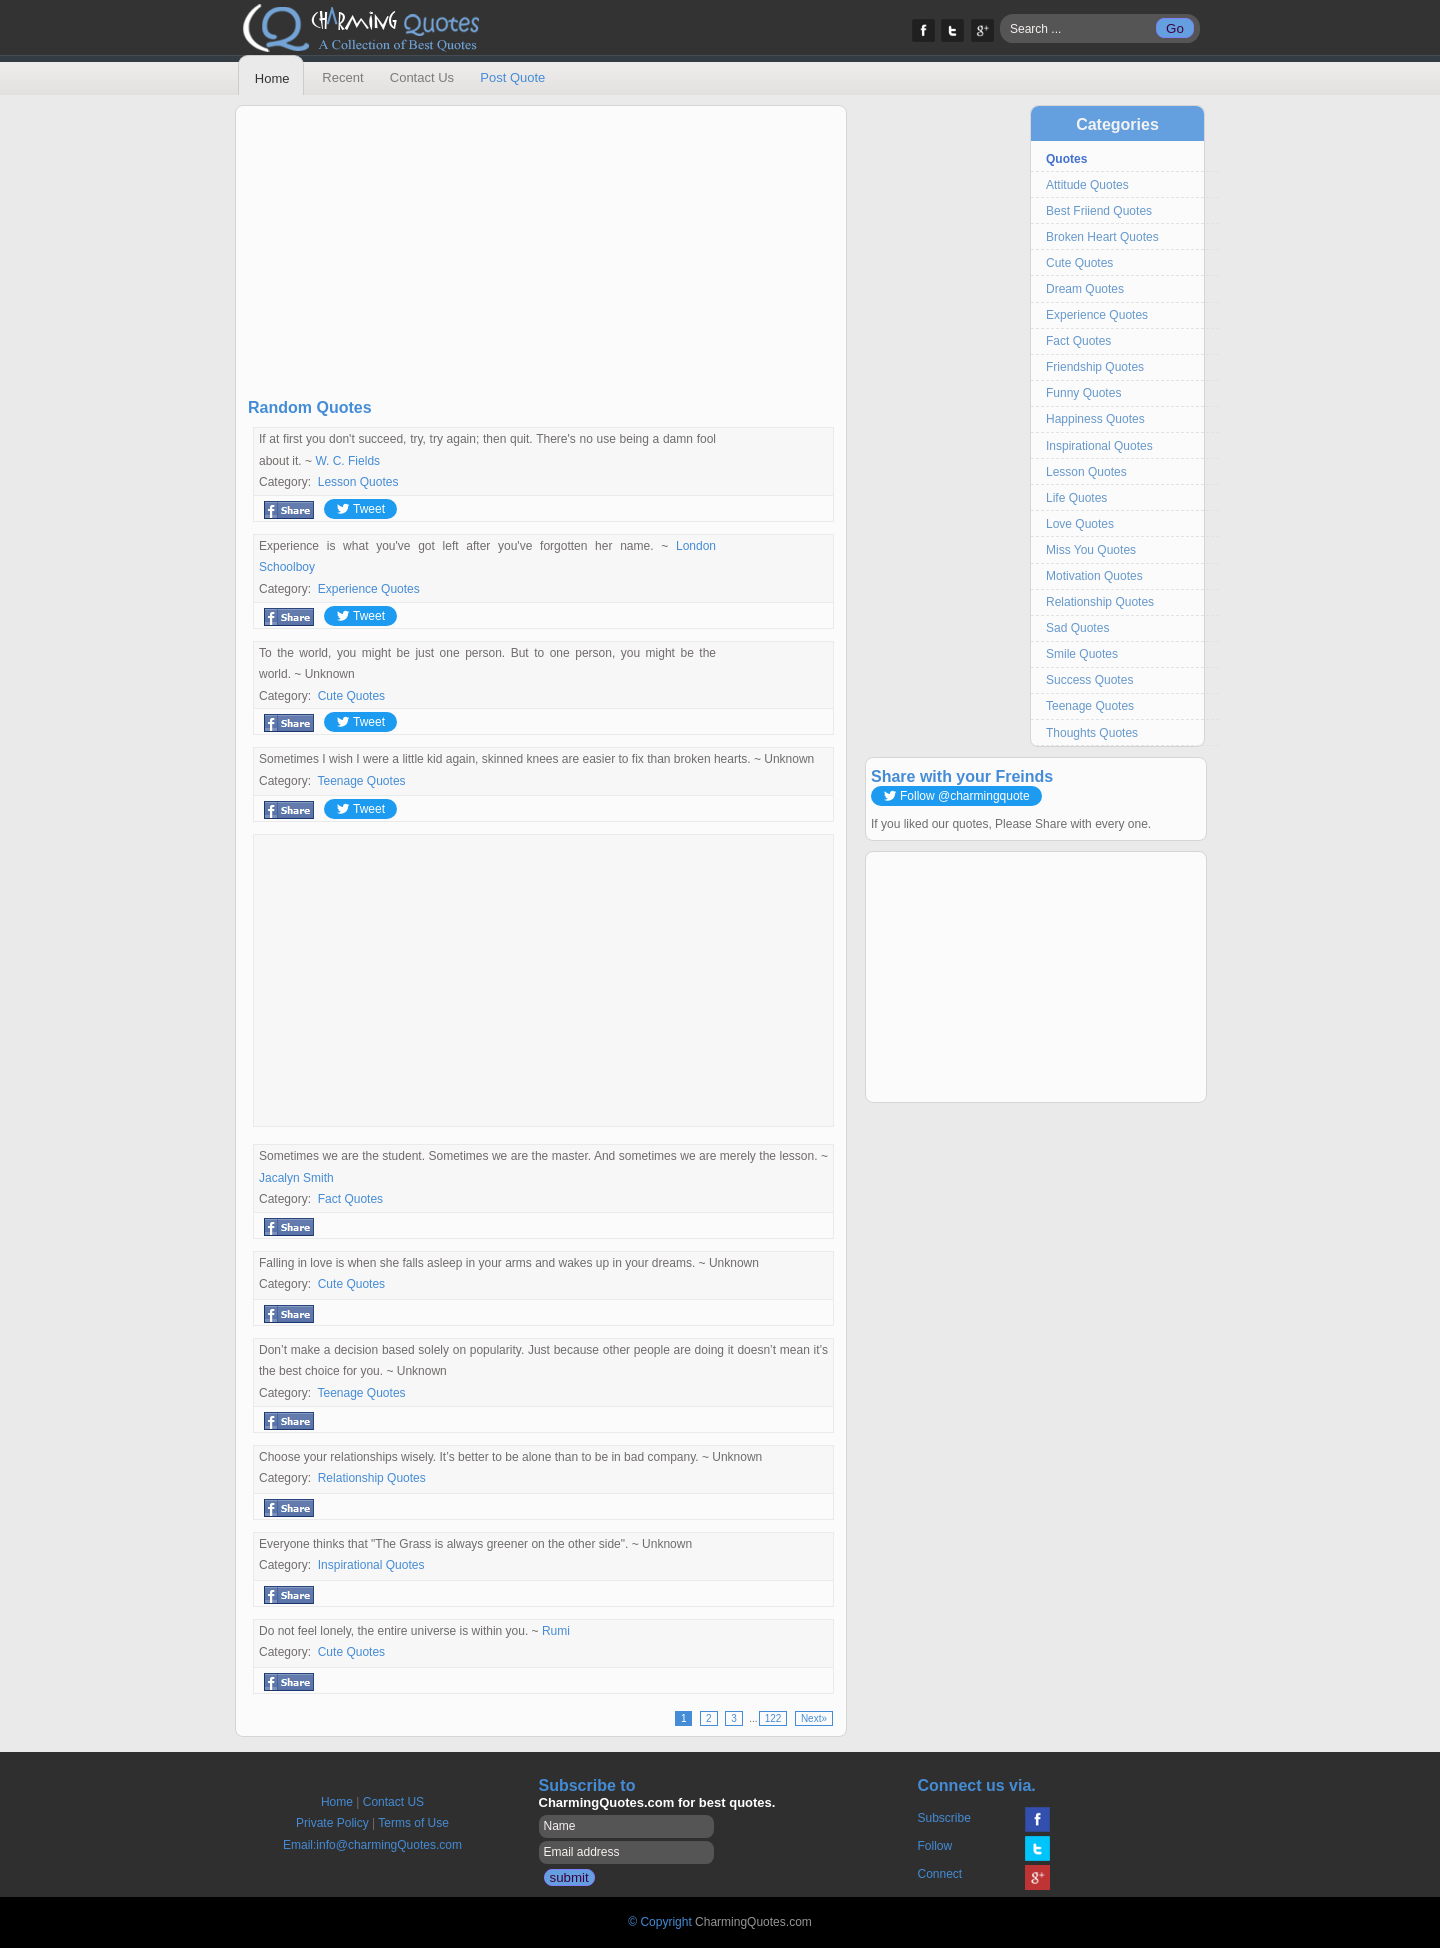 CHARMING Quotes
A Collection of Best Quotes
Search ...
Go
Home
Recent
Contact Us
Post Quote
Random Quotes
If at first you don't succeed, try, try again; then quit. There's no use being a damn fool
about it. ~ W. C. Fields
Category: Lesson Quotes
Share
Tweet
Experience is what you've got left after you've forgotten her name. ~ London
Schoolboy
Category: Experience Quotes
Share
Tweet
To the world, you might be just one person. But to one person, you might be the
world. ~ Unknown
Category: Cute Quotes
Share
Tweet
Sometimes I wish I were a little kid again, skinned knees are easier to fix than broken hearts. ~ Unknown
Category: Teenage Quotes
Share
Tweet
Sometimes we are the student. Sometimes we are the master. And sometimes we are merely the lesson. ~
Jacalyn Smith
Category: Fact Quotes
Share
Falling in love is when she falls asleep in your arms and wakes up in your dreams. ~ Unknown
Category: Cute Quotes
Share
Don’t make a decision based solely on popularity. Just because other people are doing it doesn’t mean it’s
the best choice for you. ~ Unknown
Category: Teenage Quotes
Share
Choose your relationships wisely. It’s better to be alone than to be in bad company. ~ Unknown
Category: Relationship Quotes
Share
Everyone thinks that "The Grass is always greener on the other side". ~ Unknown
Category: Inspirational Quotes
Share
Do not feel lonely, the entire universe is within you. ~ Rumi
Category: Cute Quotes
Share
1 2 3 ... 122 Next»
Categories
Quotes
Attitude Quotes
Best Friiend Quotes
Broken Heart Quotes
Cute Quotes
Dream Quotes
Experience Quotes
Fact Quotes
Friendship Quotes
Funny Quotes
Happiness Quotes
Inspirational Quotes
Lesson Quotes
Life Quotes
Love Quotes
Miss You Quotes
Motivation Quotes
Relationship Quotes
Sad Quotes
Smile Quotes
Success Quotes
Teenage Quotes
Thoughts Quotes
Share with your Freinds
Follow @charmingquote
If you liked our quotes, Please Share with every one.
Home | Contact US
Private Policy | Terms of Use
Email:info@charmingQuotes.com
Subscribe to
CharmingQuotes.com for best quotes.
Name
Email address
submit
Connect us via.
Subscribe
Follow
Connect
© Copyright CharmingQuotes.com